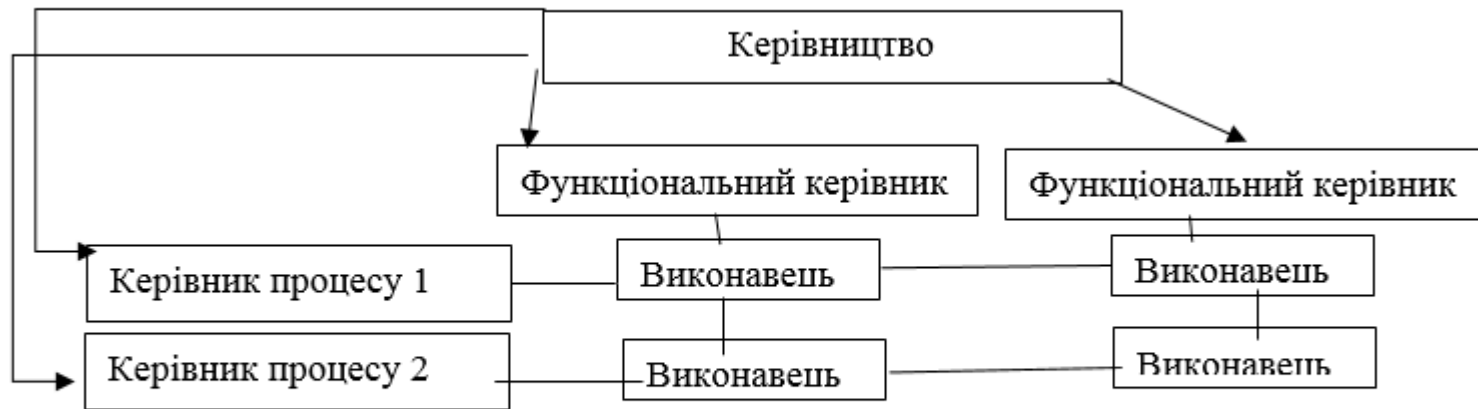 Керівництво
Функціональний керівник
Функціональний керівник
Керівник процесу 1
Виконавець
Виконавець
Керівник процесу 2
Виконавець
Виконавець